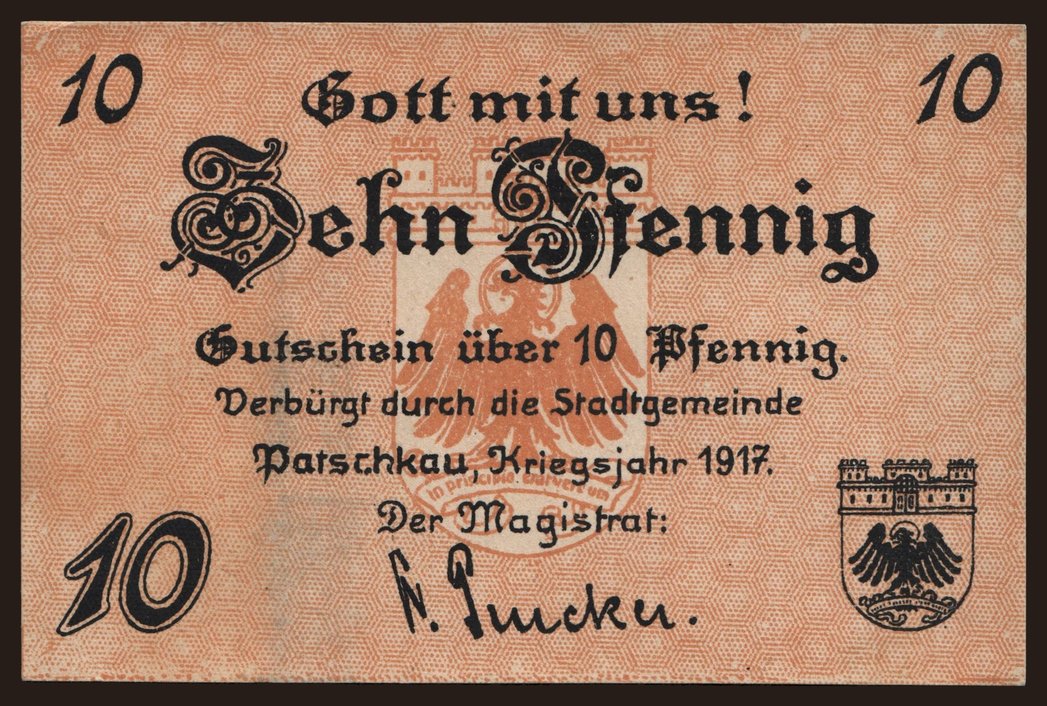 10 10
Gott mit uns!
Zehn Pfennig
Gutschein über 10 Pfennig.
Verbürgt durch die Stadtgemeinde
Patschkau, Kriegsjahr 1917.
Der Magistrat:
10